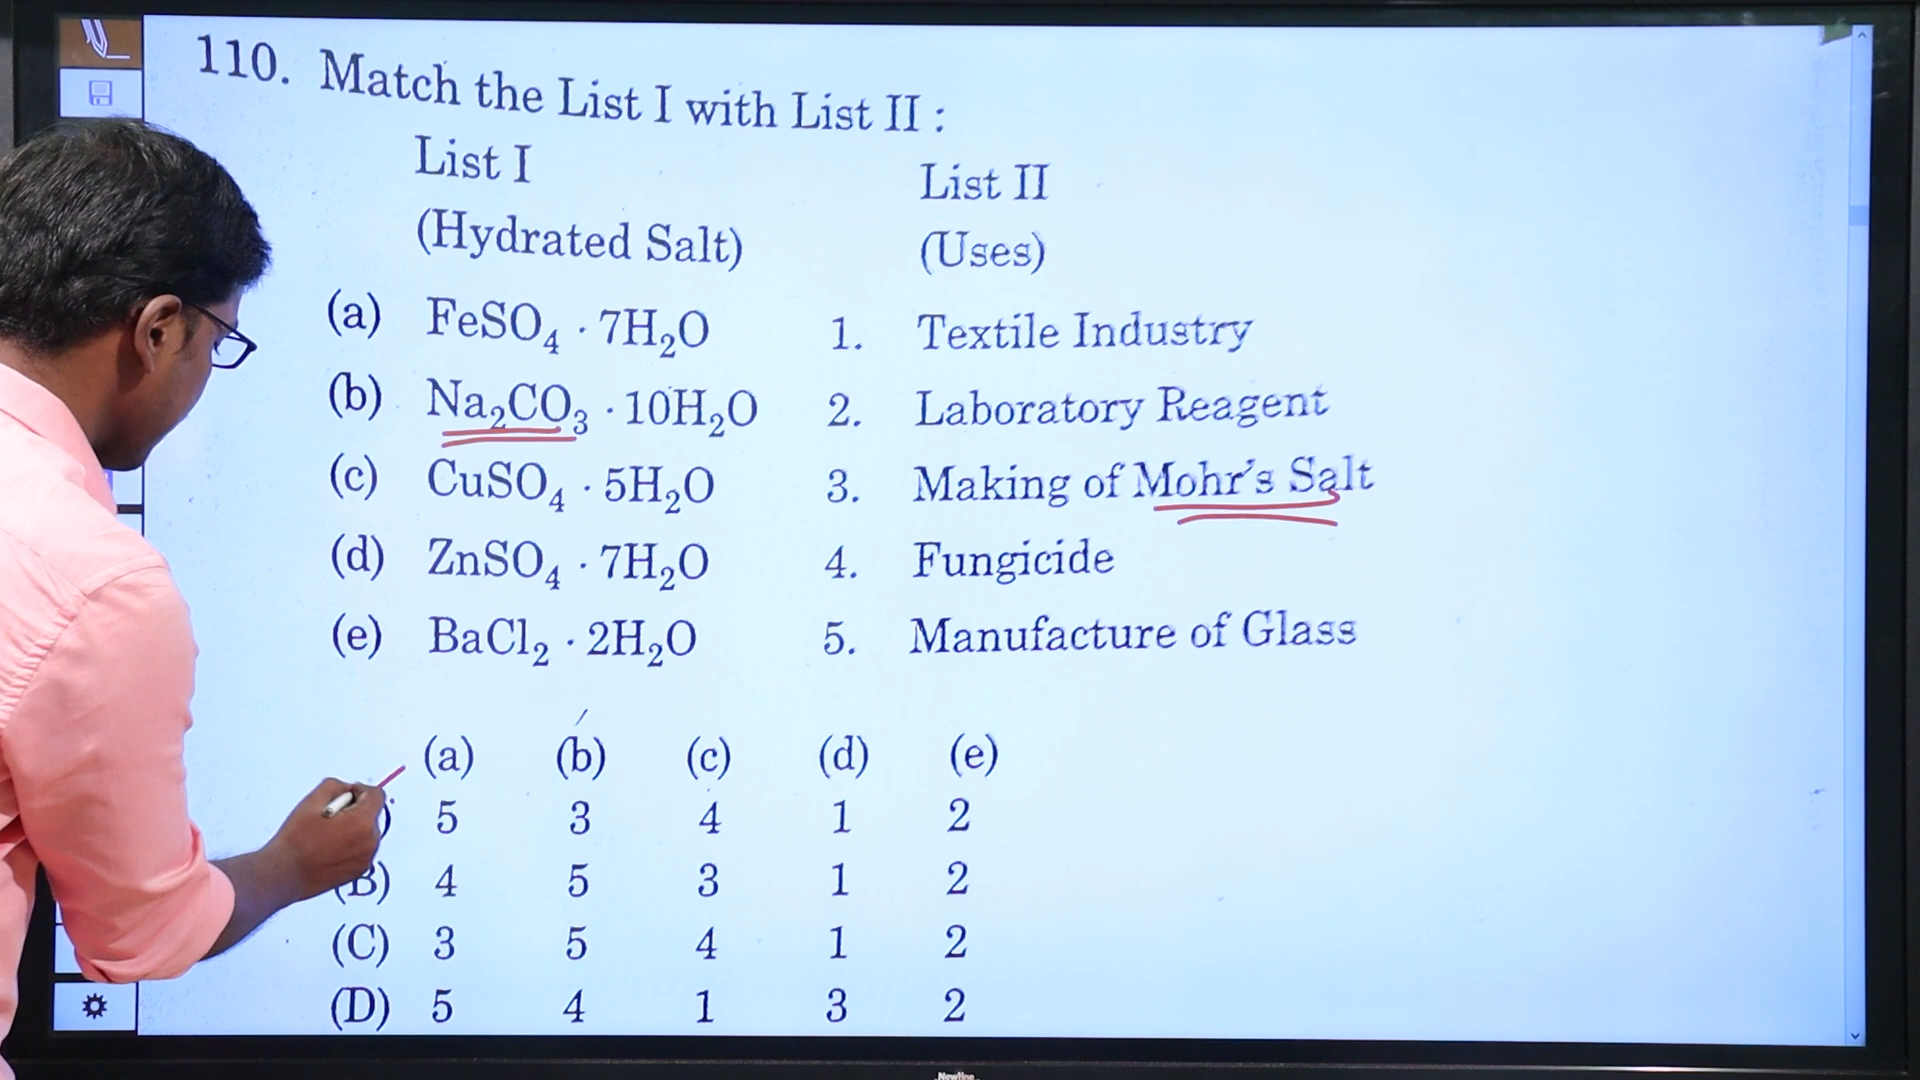 110. Match the List I with List II :
List I List II
(Hydrated Salt) (Uses)
(a) FeSO₄ · 7H₂O 1. Textile Industry
(b) Na₂CO₃ · 10H₂O 2. Laboratory Reagent
(c) CuSO₄ · 5H₂O 3. Making of Mohr's Salt
(d) ZnSO₄ · 7H₂O 4. Fungicide
(e) BaCl₂ · 2H₂O 5. Manufacture of Glass
(a) (b) (c) (d) (e)
) 5 3 4 1 2
(B) 4 5 3 1 2
(C) 3 5 4 1 2
(D) 5 4 1 3 2
Newline